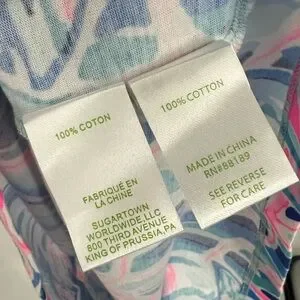 100% COTON
FABRIQUÉ EN
LA CHINE
SUGARTOWN
WORLDWIDE LLC
800 THIRD AVENUE
KING OF PRUSSIA,PA
100% COTTON
MADE IN CHINA
RN#88189
SEE REVERSE
FOR CARE